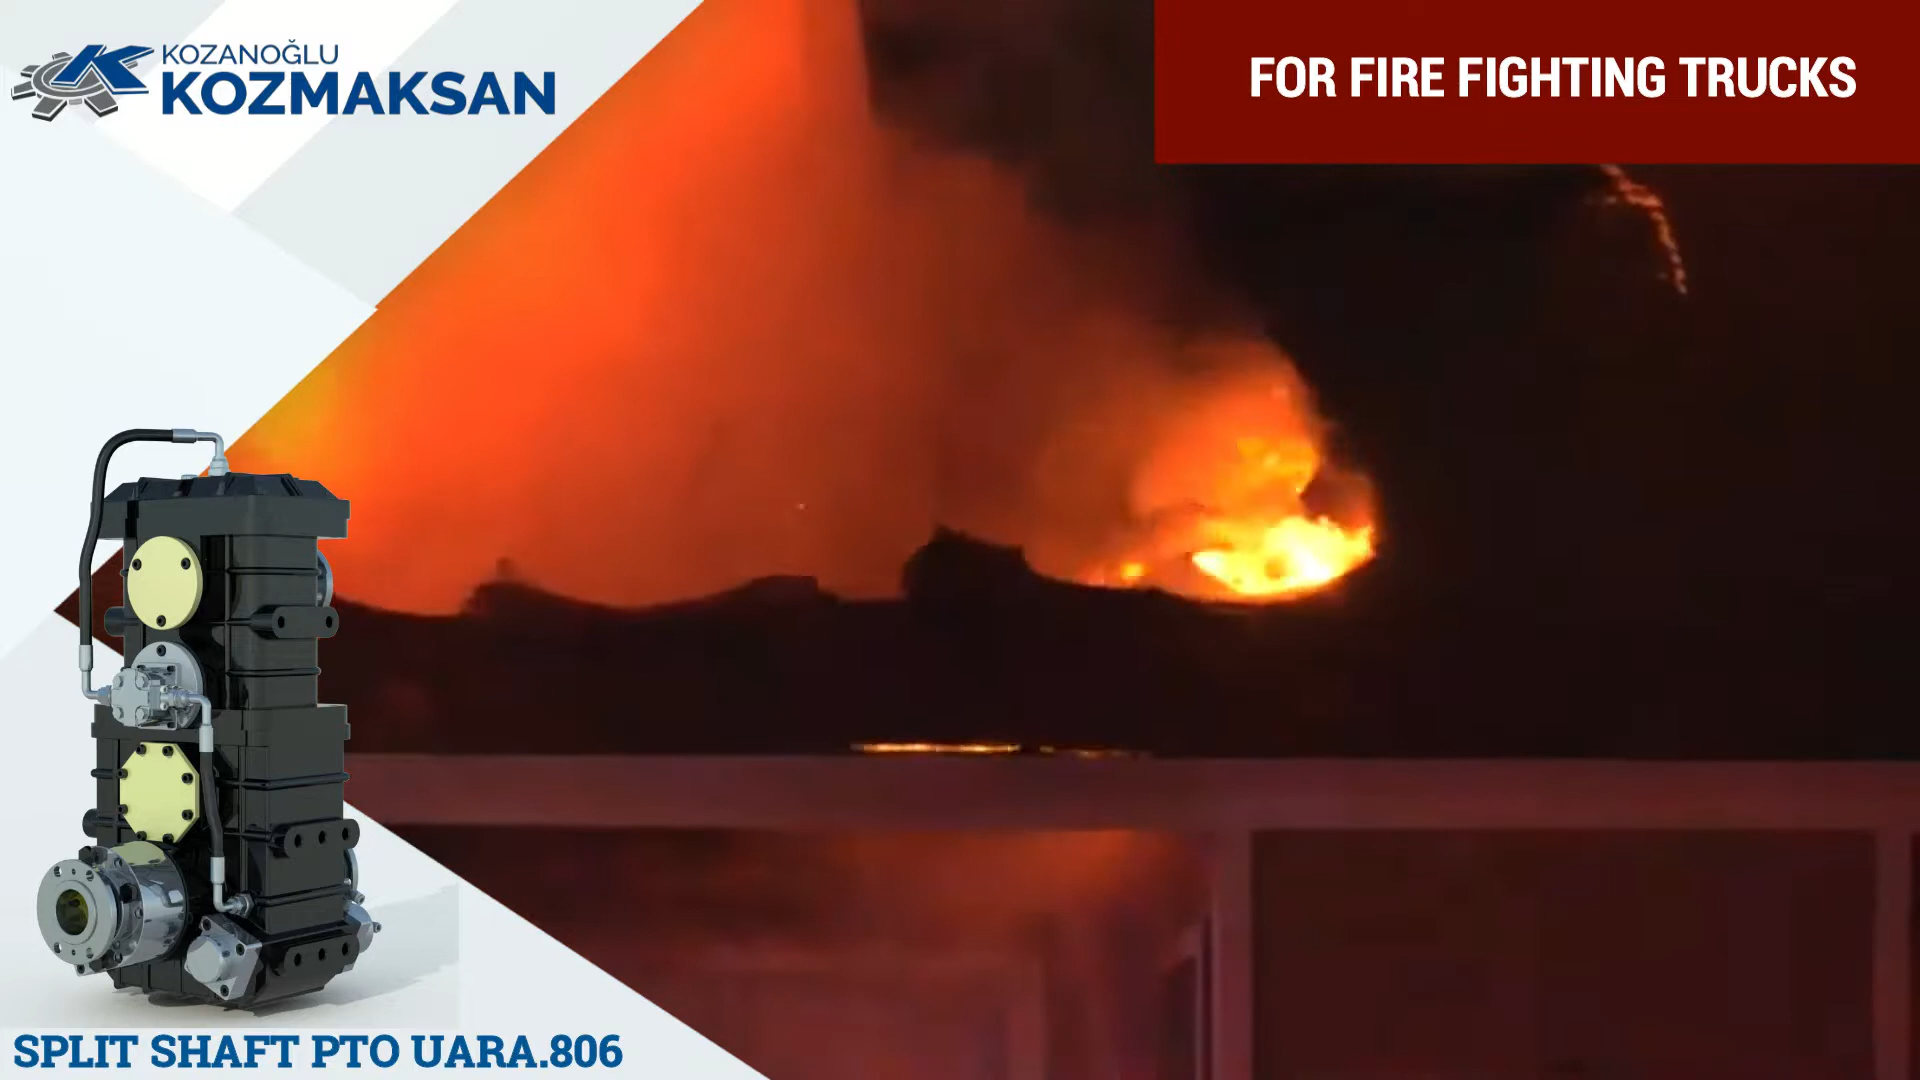 KOZANOĞLU
KOZMAKSAN
FOR FIRE FIGHTING TRUCKS
SPLIT SHAFT PTO UARA.806